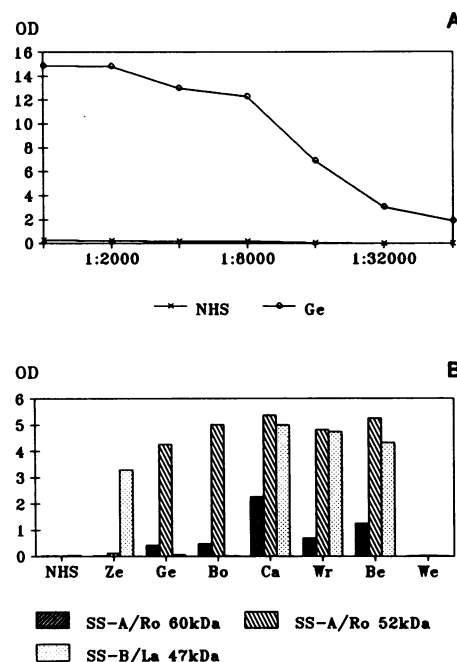 A
OD
16
14
12
10
8
6
4
2
0
1:2000 1:8000 1:32000
NHS Ge
B
OD
6
5
4
3
2
1
0
NHS Ze Ge Bo Ca Wr Be We
SS-A/Ro 60kDa SS-A/Ro 52kDa
SS-B/La 47kDa